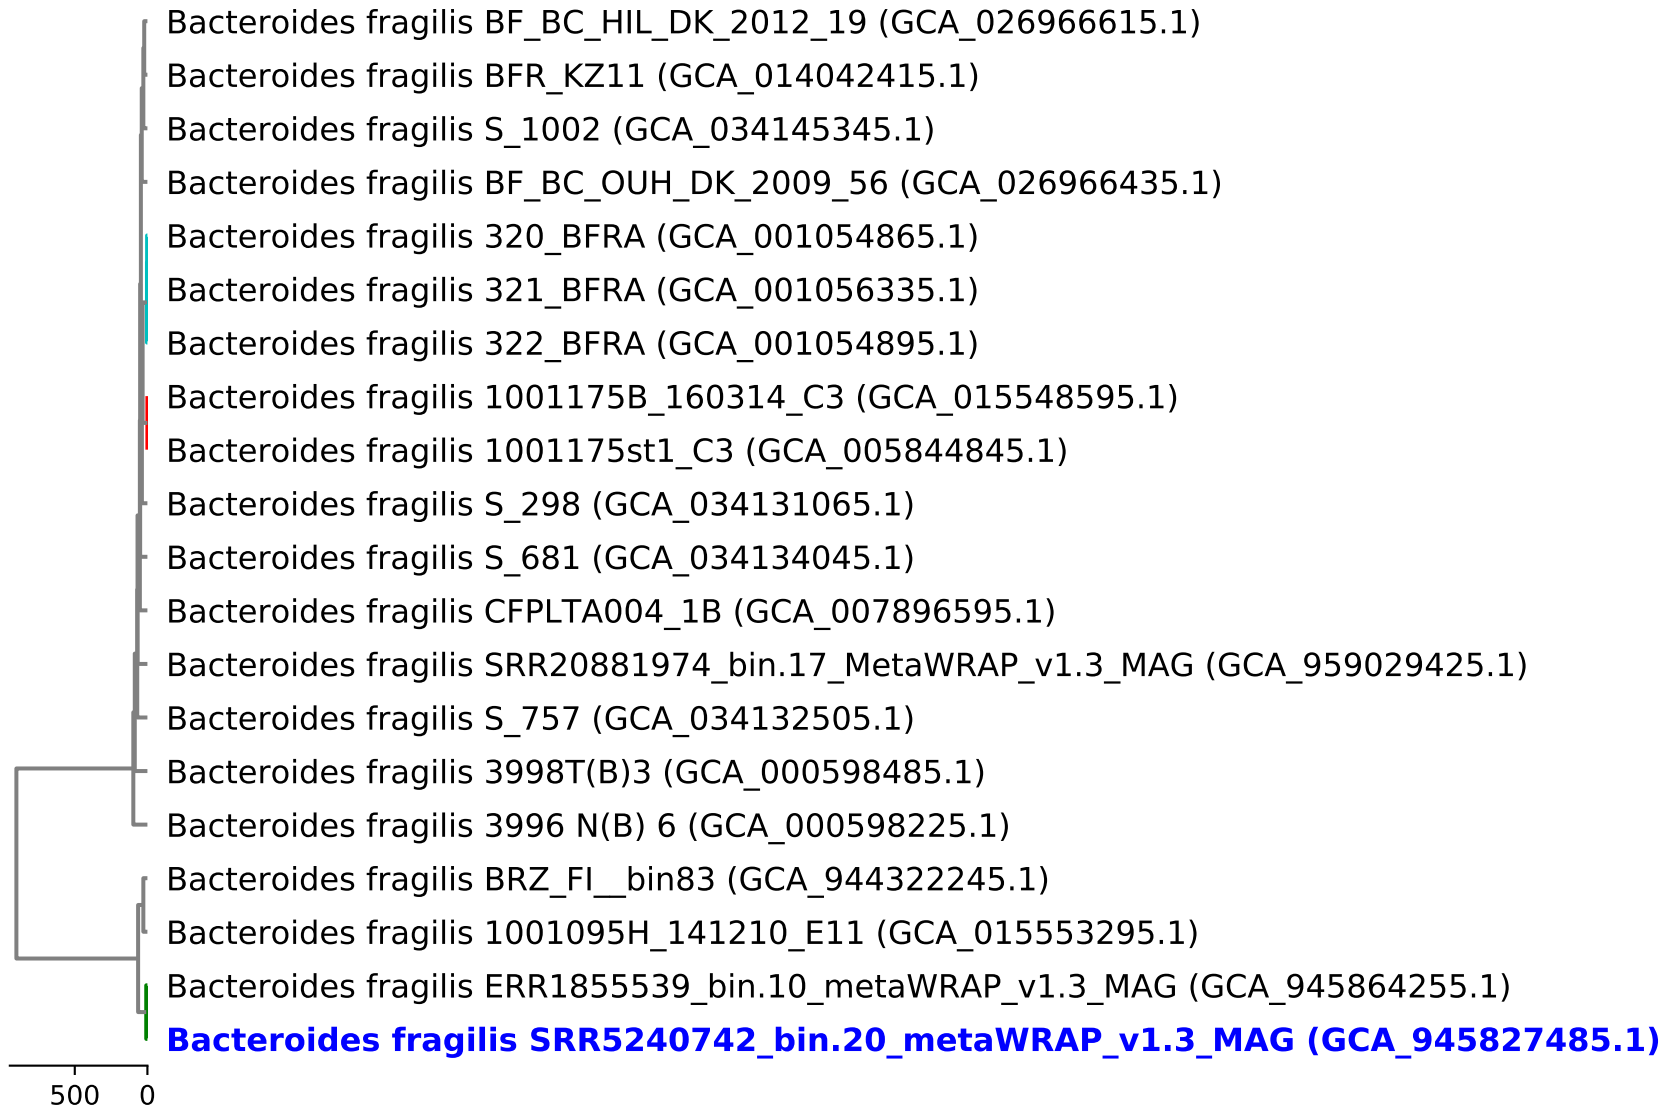 Bacteroides fragilis BF_BC_HIL_DK_2012_19 (GCA_026966615.1)
Bacteroides fragilis BFR_KZ11 (GCA_014042415.1)
Bacteroides fragilis S_1002 (GCA_034145345.1)
Bacteroides fragilis BF_BC_OUH_DK_2009_56 (GCA_026966435.1)
Bacteroides fragilis 320_BFRA (GCA_001054865.1)
Bacteroides fragilis 321_BFRA (GCA_001056335.1)
Bacteroides fragilis 322_BFRA (GCA_001054895.1)
Bacteroides fragilis 1001175B_160314_C3 (GCA_015548595.1)
Bacteroides fragilis 1001175st1_C3 (GCA_005844845.1)
Bacteroides fragilis S_298 (GCA_034131065.1)
Bacteroides fragilis S_681 (GCA_034134045.1)
Bacteroides fragilis CFPLTA004_1B (GCA_007896595.1)
Bacteroides fragilis SRR20881974_bin.17_MetaWRAP_v1.3_MAG (GCA_959029425.1)
Bacteroides fragilis S_757 (GCA_034132505.1)
Bacteroides fragilis 3998T(B)3 (GCA_000598485.1)
Bacteroides fragilis 3996 N(B) 6 (GCA_000598225.1)
Bacteroides fragilis BRZ_FI__bin83 (GCA_944322245.1)
Bacteroides fragilis 1001095H_141210_E11 (GCA_015553295.1)
Bacteroides fragilis ERR1855539_bin.10_metaWRAP_v1.3_MAG (GCA_945864255.1)
Bacteroides fragilis SRR5240742_bin.20_metaWRAP_v1.3_MAG (GCA_945827485.1)
500 0